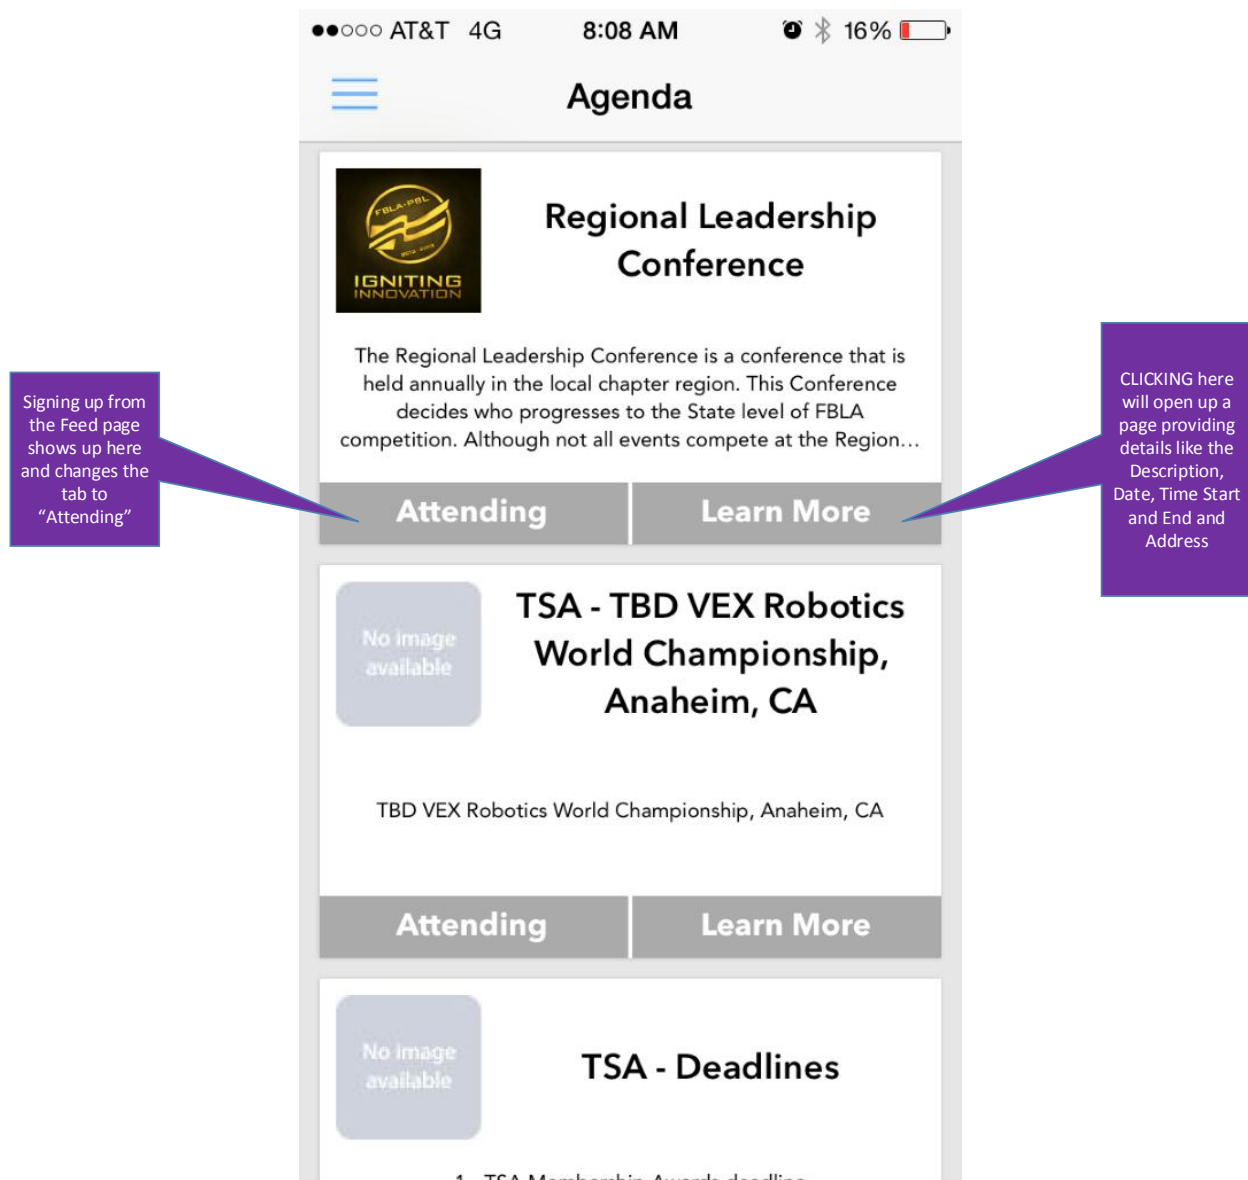 AT&T 4G 8:08 AM 16%
Agenda
FBLA-PBL
IGNITING
INNOVATION
Regional Leadership
Conference
The Regional Leadership Conference is a conference that is
held annually in the local chapter region. This Conference
decides who progresses to the State level of FBLA
competition. Although not all events compete at the Region...
Attending Learn More
Signing up from
the Feed page
shows up here
and changes the
tab to
“Attending”
CLICKING here
will open up a
page providing
details like the
Description,
Date, Time Start
and End and
Address
No image
available
TSA - TBD VEX Robotics
World Championship,
Anaheim, CA
TBD VEX Robotics World Championship, Anaheim, CA
Attending Learn More
No image
available
TSA - Deadlines
1 - TSA Membership Awards deadline